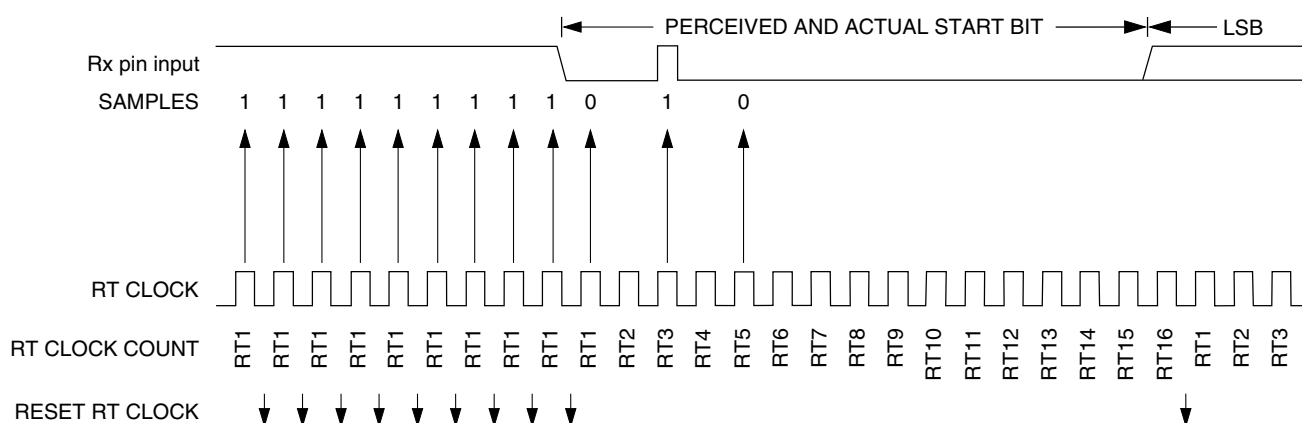 PERCEIVED AND ACTUAL START BIT LSB
Rx pin input
SAMPLES 1 1 1 1 1 1 1 1 1 0 1 0
RT CLOCK
RT CLOCK COUNT RT1 RT1 RT1 RT1 RT1 RT1 RT1 RT1 RT1 RT1 RT2 RT3 RT4 RT5 RT6 RT7 RT8 RT9 RT10 RT11 RT12 RT13 RT14 RT15 RT16 RT1 RT2 RT3
RESET RT CLOCK